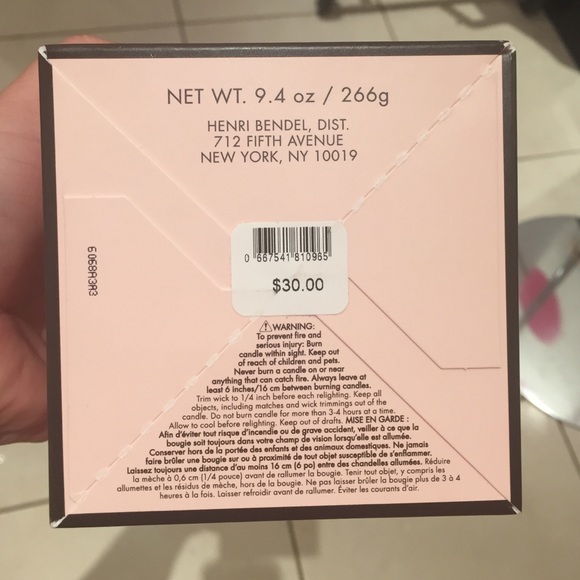 NET WT. 9.4 oz / 266g
HENRI BENDEL, DIST.
712 FIFTH AVENUE
NEW YORK, NY 10019
6068A3A3
0 667541 810985
$30.00
⚠WARNING:
To prevent fire and
serious injury: Burn
candle within sight. Keep out
of reach of children and pets.
Never burn a candle on or near
anything that can catch fire. Always leave at
least 6 inches/16 cm between burning candles.
Trim wick to 1/4 inch before each relighting. Keep all
objects, including matches and wick trimmings out of the
candle. Do not burn candle for more than 3-4 hours at a time.
Allow to cool before relighting. Keep out of drafts. MISE EN GARDE :
Afin d'éviter tout risque d'incendie ou de grave accident, veiller à ce que la
bougie soit toujours dans votre champ de vision lorsqu'elle est allumée.
Conserver hors de la portée des enfants et des animaux domestiques. Ne jamais
faire brûler une bougie sur ou à proximité de tout objet susceptible de s'enflammer.
Laissez toujours une distance d'au moins 16 cm (6 po) entre des chandelles allumées. Réduire
la mèche à 0,6 cm (1/4 pouce) avant de rallumer la bougie. Tenir tout objet, y compris les
allumettes et les résidus de mèche, hors de la bougie. Ne pas laisser brûler la bougie plus de 3 à 4
heures à la fois. Laisser refroidir avant de rallumer. Éviter les courants d'air.